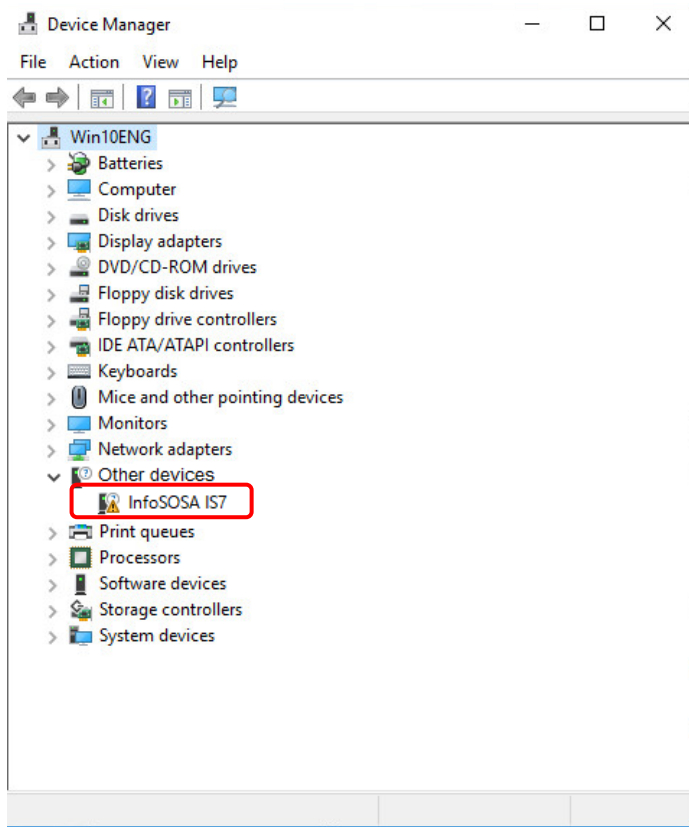 Device Manager
File Action View Help
Win10ENG
Batteries
Computer
Disk drives
Display adapters
DVD/CD-ROM drives
Floppy disk drives
Floppy drive controllers
IDE ATA/ATAPI controllers
Keyboards
Mice and other pointing devices
Monitors
Network adapters
Other devices
InfoSOSA IS7
Print queues
Processors
Software devices
Storage controllers
System devices